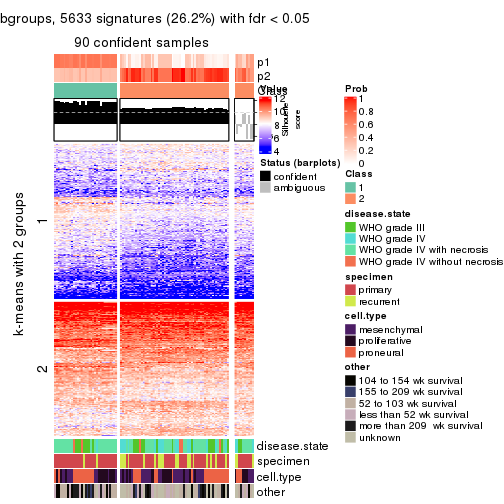 bgroups, 5633 signatures (26.2%) with fdr < 0.05
90 confident samples
p1
p2
Class
Value
12
10
8
6
4
Silhouette
score
Status (barplots)
confident
ambiguous
Prob
1
0.8
0.6
0.4
0.2
0
Class
1
2
disease.state
WHO grade III
WHO grade IV
WHO grade IV with necrosis
WHO grade IV without necrosis
specimen
primary
recurrent
cell.type
mesenchymal
proliferative
proneural
other
104 to 154 wk survival
155 to 209 wk survival
52 to 103 wk survival
less than 52 wk survival
more than 209 wk survival
unknown
k-means with 2 groups
1
2
disease.state
specimen
cell.type
other